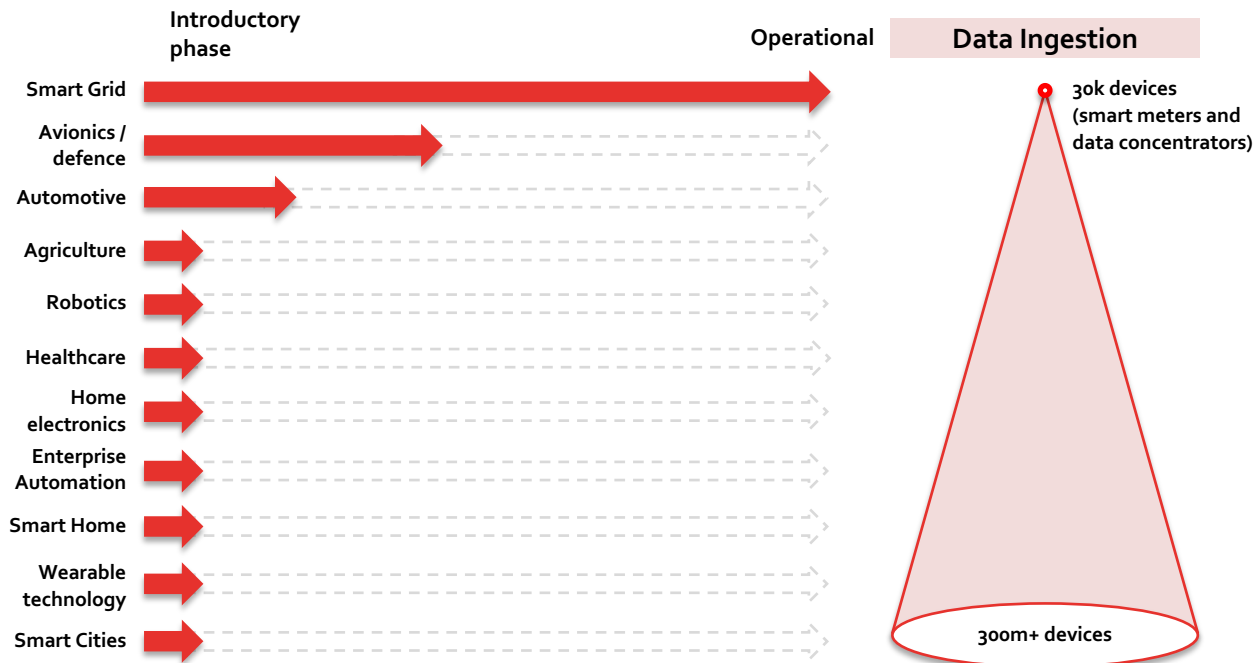 Introductory
phase
Operational
Data Ingestion
Smart Grid
Avionics /
defence
Automotive
Agriculture
Robotics
Healthcare
Home
electronics
Enterprise
Automation
Smart Home
Wearable
technology
Smart Cities
30k devices
(smart meters and
data concentrators)
300m+ devices